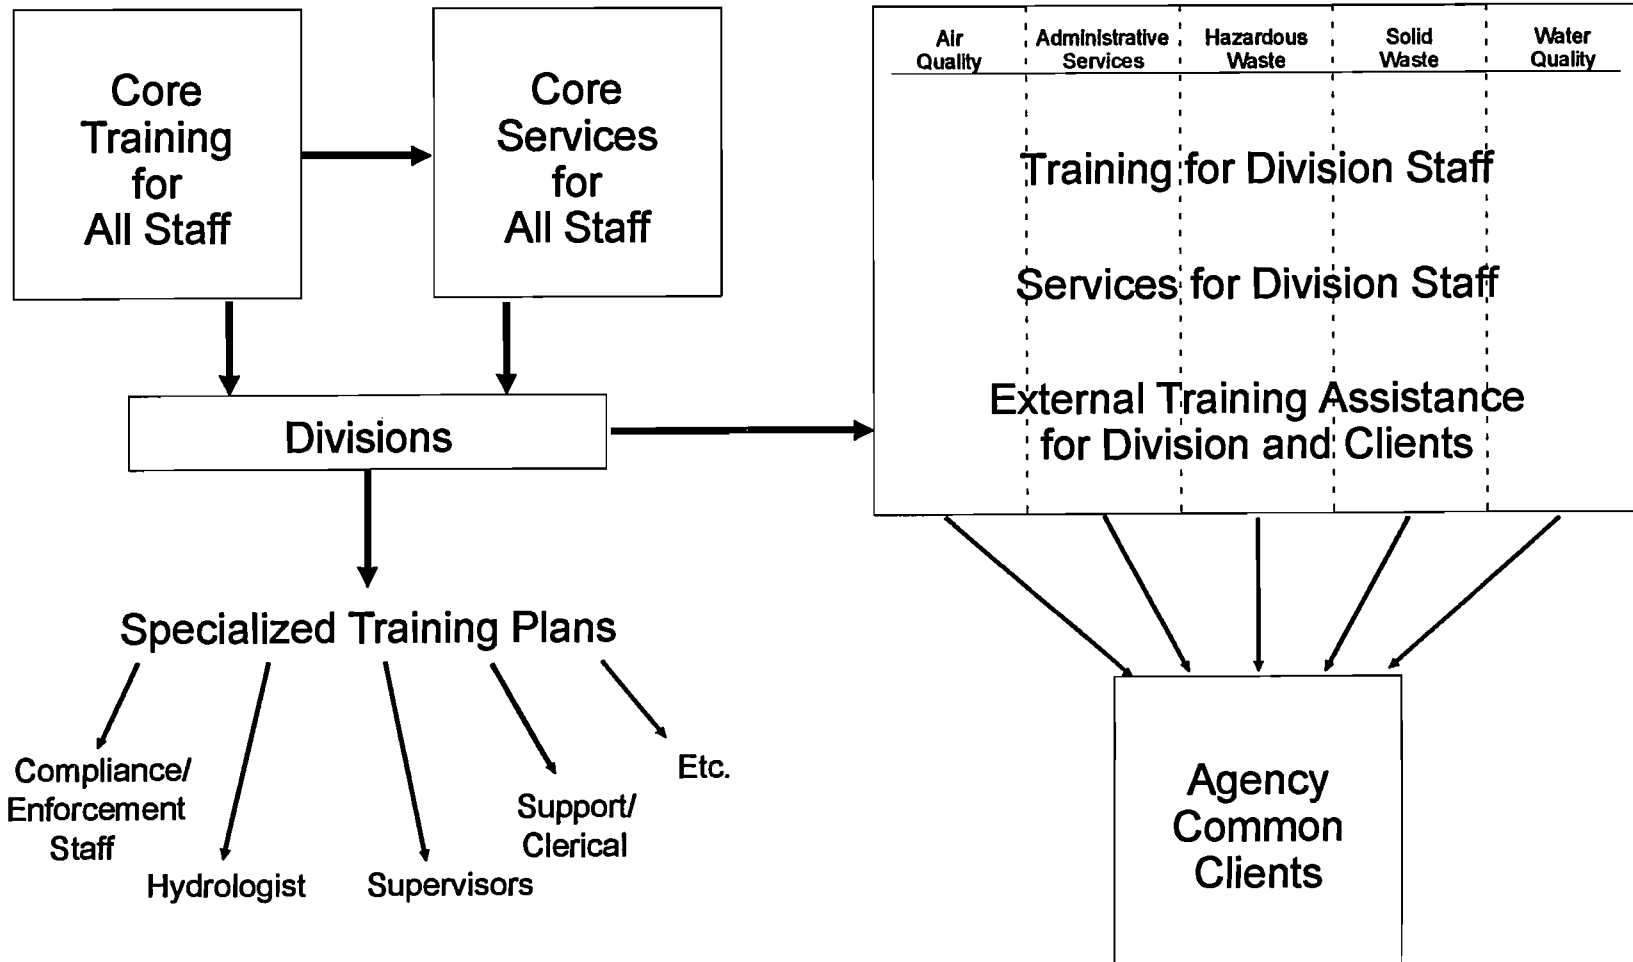 Core
Training
for
All Staff
Core
Services
for
All Staff
Divisions
Specialized Training Plans
Compliance/
Enforcement
Staff
Hydrologist
Supervisors
Support/
Clerical
Etc.
Air
Quality
Administrative
Services
Hazardous
Waste
Solid
Waste
Water
Quality
Training for Division Staff
Services for Division Staff
External Training Assistance
for Division and Clients
Agency
Common
Clients